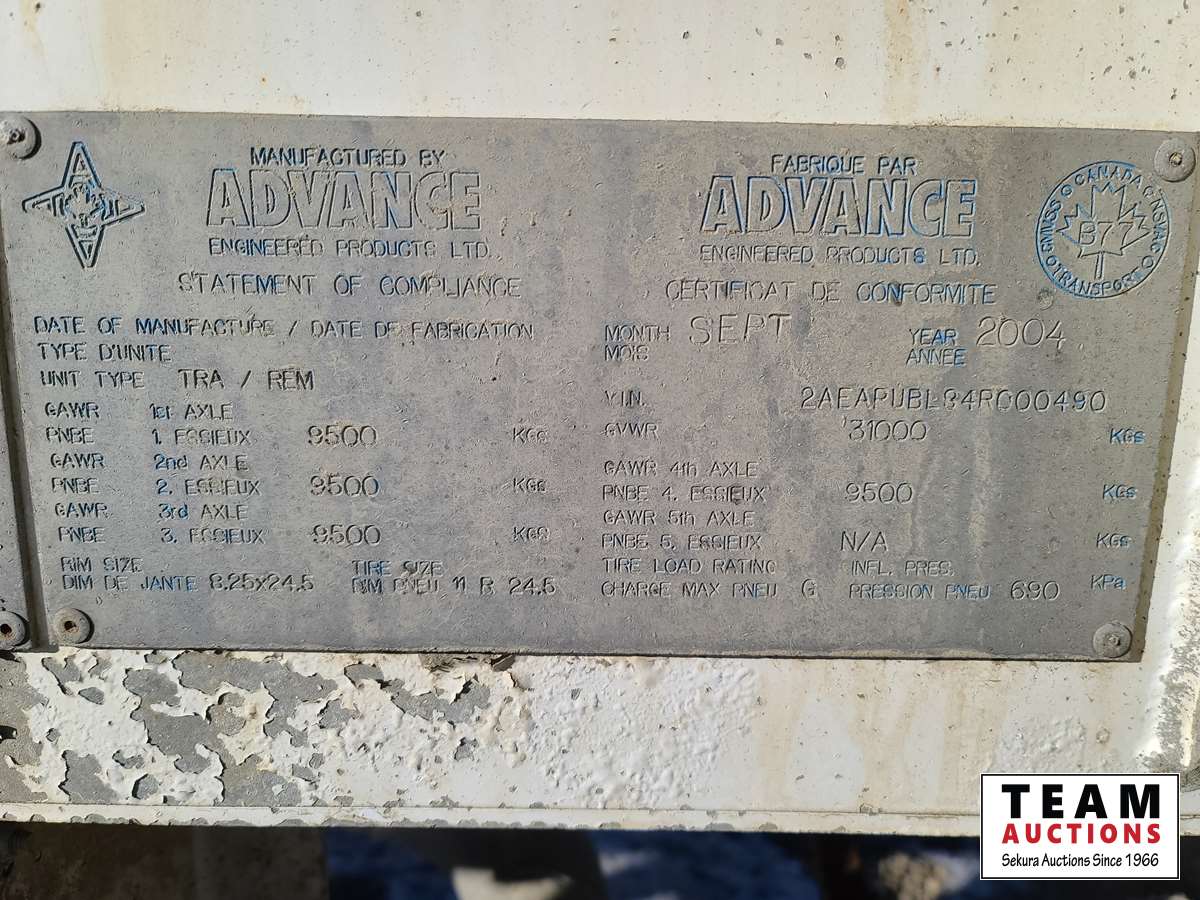 MANUFACTURED BY
ADVANCE
ENGINEERED PRODUCTS LTD.
STATEMENT OF COMPLIANCE
FABRIQUE PAR
ADVANCE
ENGINEERED PRODUCTS LTD.
CERTIFICAT DE CONFORMITE
CANADA
NSVAC
TRANSPORT
CMVSS
B77
DATE OF MANUFACTURE / DATE DE FABRICATION
MONTH SEPT YEAR 2004
MOIS ANNÉE
TYPE D'UNITE
UNIT TYPE TRA / REM
V.I.N. 2AEAPUBL84R000490
GAWR 1st AXLE
PNBE 1. ESSIEUX 9500 KGs
GVWR 31000 KGs
GAWR 2nd AXLE
PNBE 2. ESSIEUX 9500 KGs
GAWR 4th AXLE
PNBE 4. ESSIEUX 9500 KGs
GAWR 3rd AXLE
PNBE 3. ESSIEUX 9500 KGs
GAWR 5th AXLE
PNBE 5. ESSIEUX N/A KGs
RIM SIZE TIRE SIZE
DIM DE JANTE 8.25x24.5 DIM PNEU 11 R 24.5
TIRE LOAD RATING INFL. PRES.
CHARGE MAX PNEU G PRESSION PNEU 690 KPa
TEAM
AUCTIONS
Sekura Auctions Since 1966